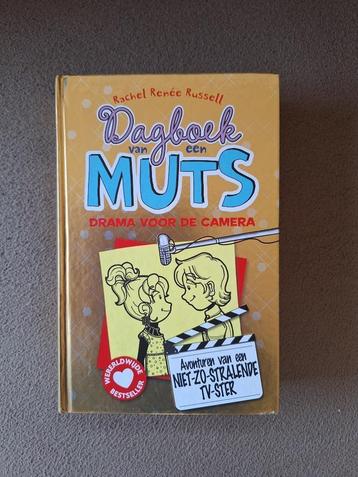 Rachel Renée Russell
Dagboek
van een
MUTS
DRAMA VOOR DE CAMERA
Avonturen van een
NIET-ZO-STRALENDE
TV-STER
WERELDWIJDE
BESTSELLER